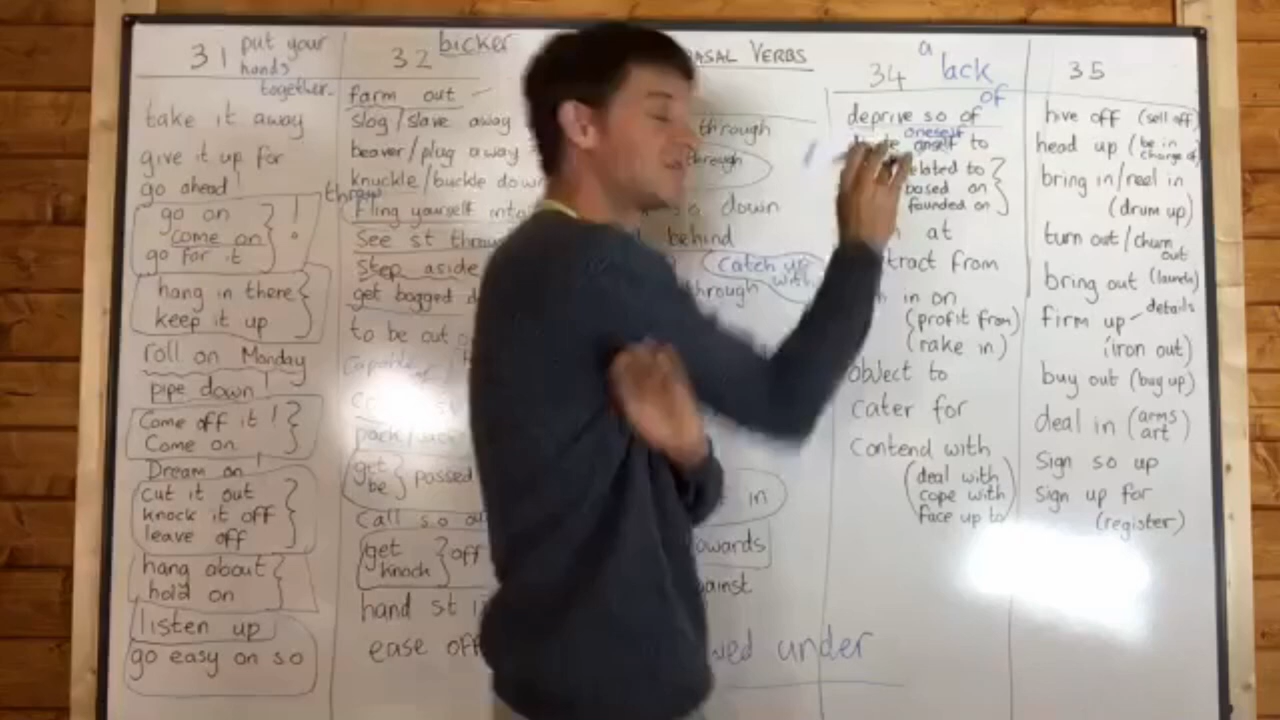 31 put your
hands
together.
take it away
give it up for
go ahead!
go on
come on
go for it
hang in there
keep it up
roll on Monday
pipe down!
Come off it!
Come on
Dream on!
cut it out
knock it off
leave off
hang about
hold on
listen up
go easy on so
32 bicker
farm out
slog/slave away
beaver/plug away
knuckle/buckle down
throw
fling yourself into
See st
Step aside
get bogged
to be out
Capable of
pack/
get
be
passed
Call so
get
knock
off
hand st
ease off
VERBS
through
through
down
behind
Catch up
with
through
in
under
34 a lack
of
deprive so of
oneself
to
based on
founded on
at
from
in on
(profit from)
(rake in)
object to
cater for
contend with
(deal with
cope with
face up to)
35
hive off (sell off)
head up (be in
charge of)
bring in/reel in
(drum up)
turn out/churn
out
bring out (launch)
firm up - details
(iron out)
buy out (buy up)
deal in (arms
art)
Sign so up
Sign up for
(register)